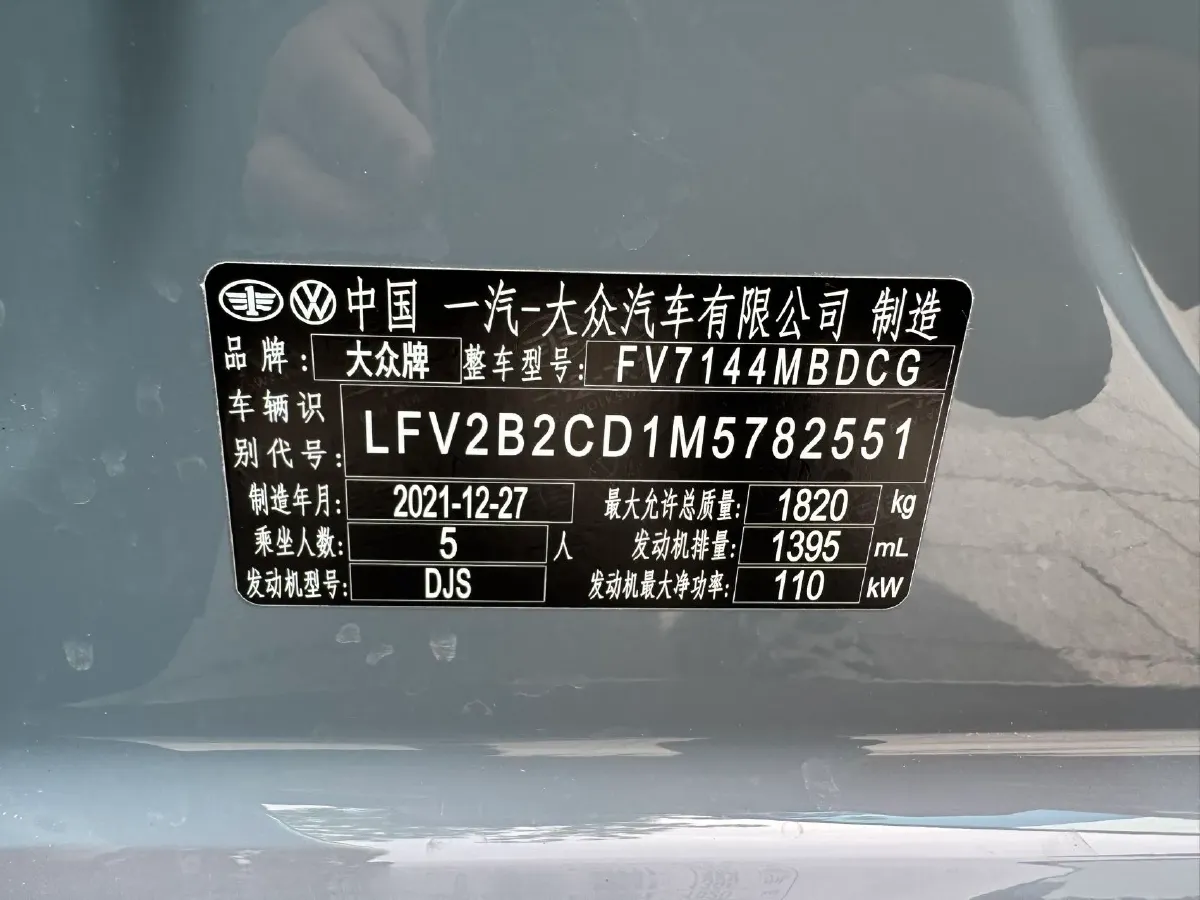 中国 一汽-大众汽车有限公司 制造
品牌: 大众牌 整车型号: FV7144MBDCG
车辆识别代号: LFV2B2CD1M5782551
制造年月: 2021-12-27 最大允许总质量: 1820 kg
乘坐人数: 5 人 发动机排量: 1395 mL
发动机型号: DJS 发动机最大净功率: 110 kW